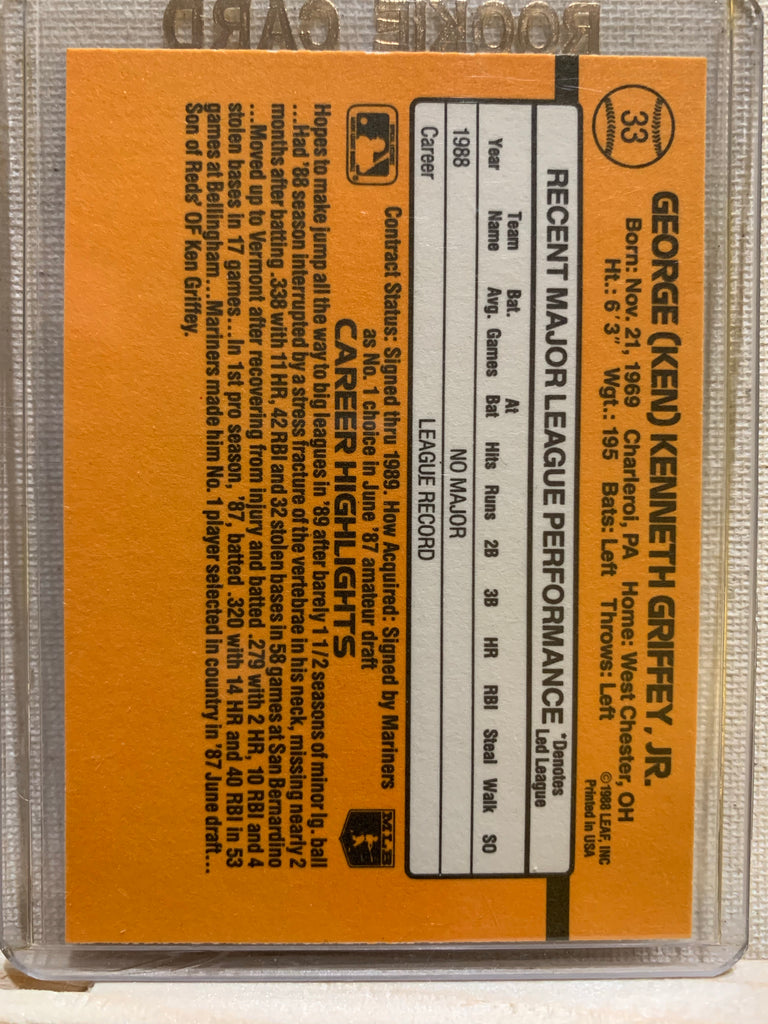 ROOKIE CARD
33
GEORGE (KEN) KENNETH GRIFFEY, JR.
Born: Nov. 21, 1969 Charleroi, PA Home: West Chester, OH
Ht.: 6'3" Wgt.: 195 Bats: Left Throws: Left
©1988 LEAF, INC
Printed in USA
RECENT MAJOR LEAGUE PERFORMANCE
*Denotes
Led League
Year Team Name Bat. Avg. Games At Bat Hits Runs 2B 3B HR RBI Steal Walk SO
1988 NO MAJOR
Career LEAGUE RECORD
Contract Status: Signed thru 1989. How Acquired: Signed by Mariners
as No. 1 choice in June '87 amateur draft
CAREER HIGHLIGHTS
MLB
Hopes to make jump all the way to big leagues in '89 after barely 1 1/2 seasons of minor lg. ball
...Had '88 season interrupted by a stress fracture of the vertebrae in his neck, missing nearly 2
months after batting .338 with 11 HR, 42 RBI and 32 stolen bases in 58 games at San Bernardino
...Moved up to Vermont after recovering from injury and batted .279 with 2 HR, 10 RBI and 4
stolen bases in 17 games...In 1st pro season, '87, batted .320 with 14 HR and 40 RBI in 53
games at Bellingham...Mariners made him No. 1 player selected in country in '87 June draft...
Son of Reds' OF Ken Griffey.